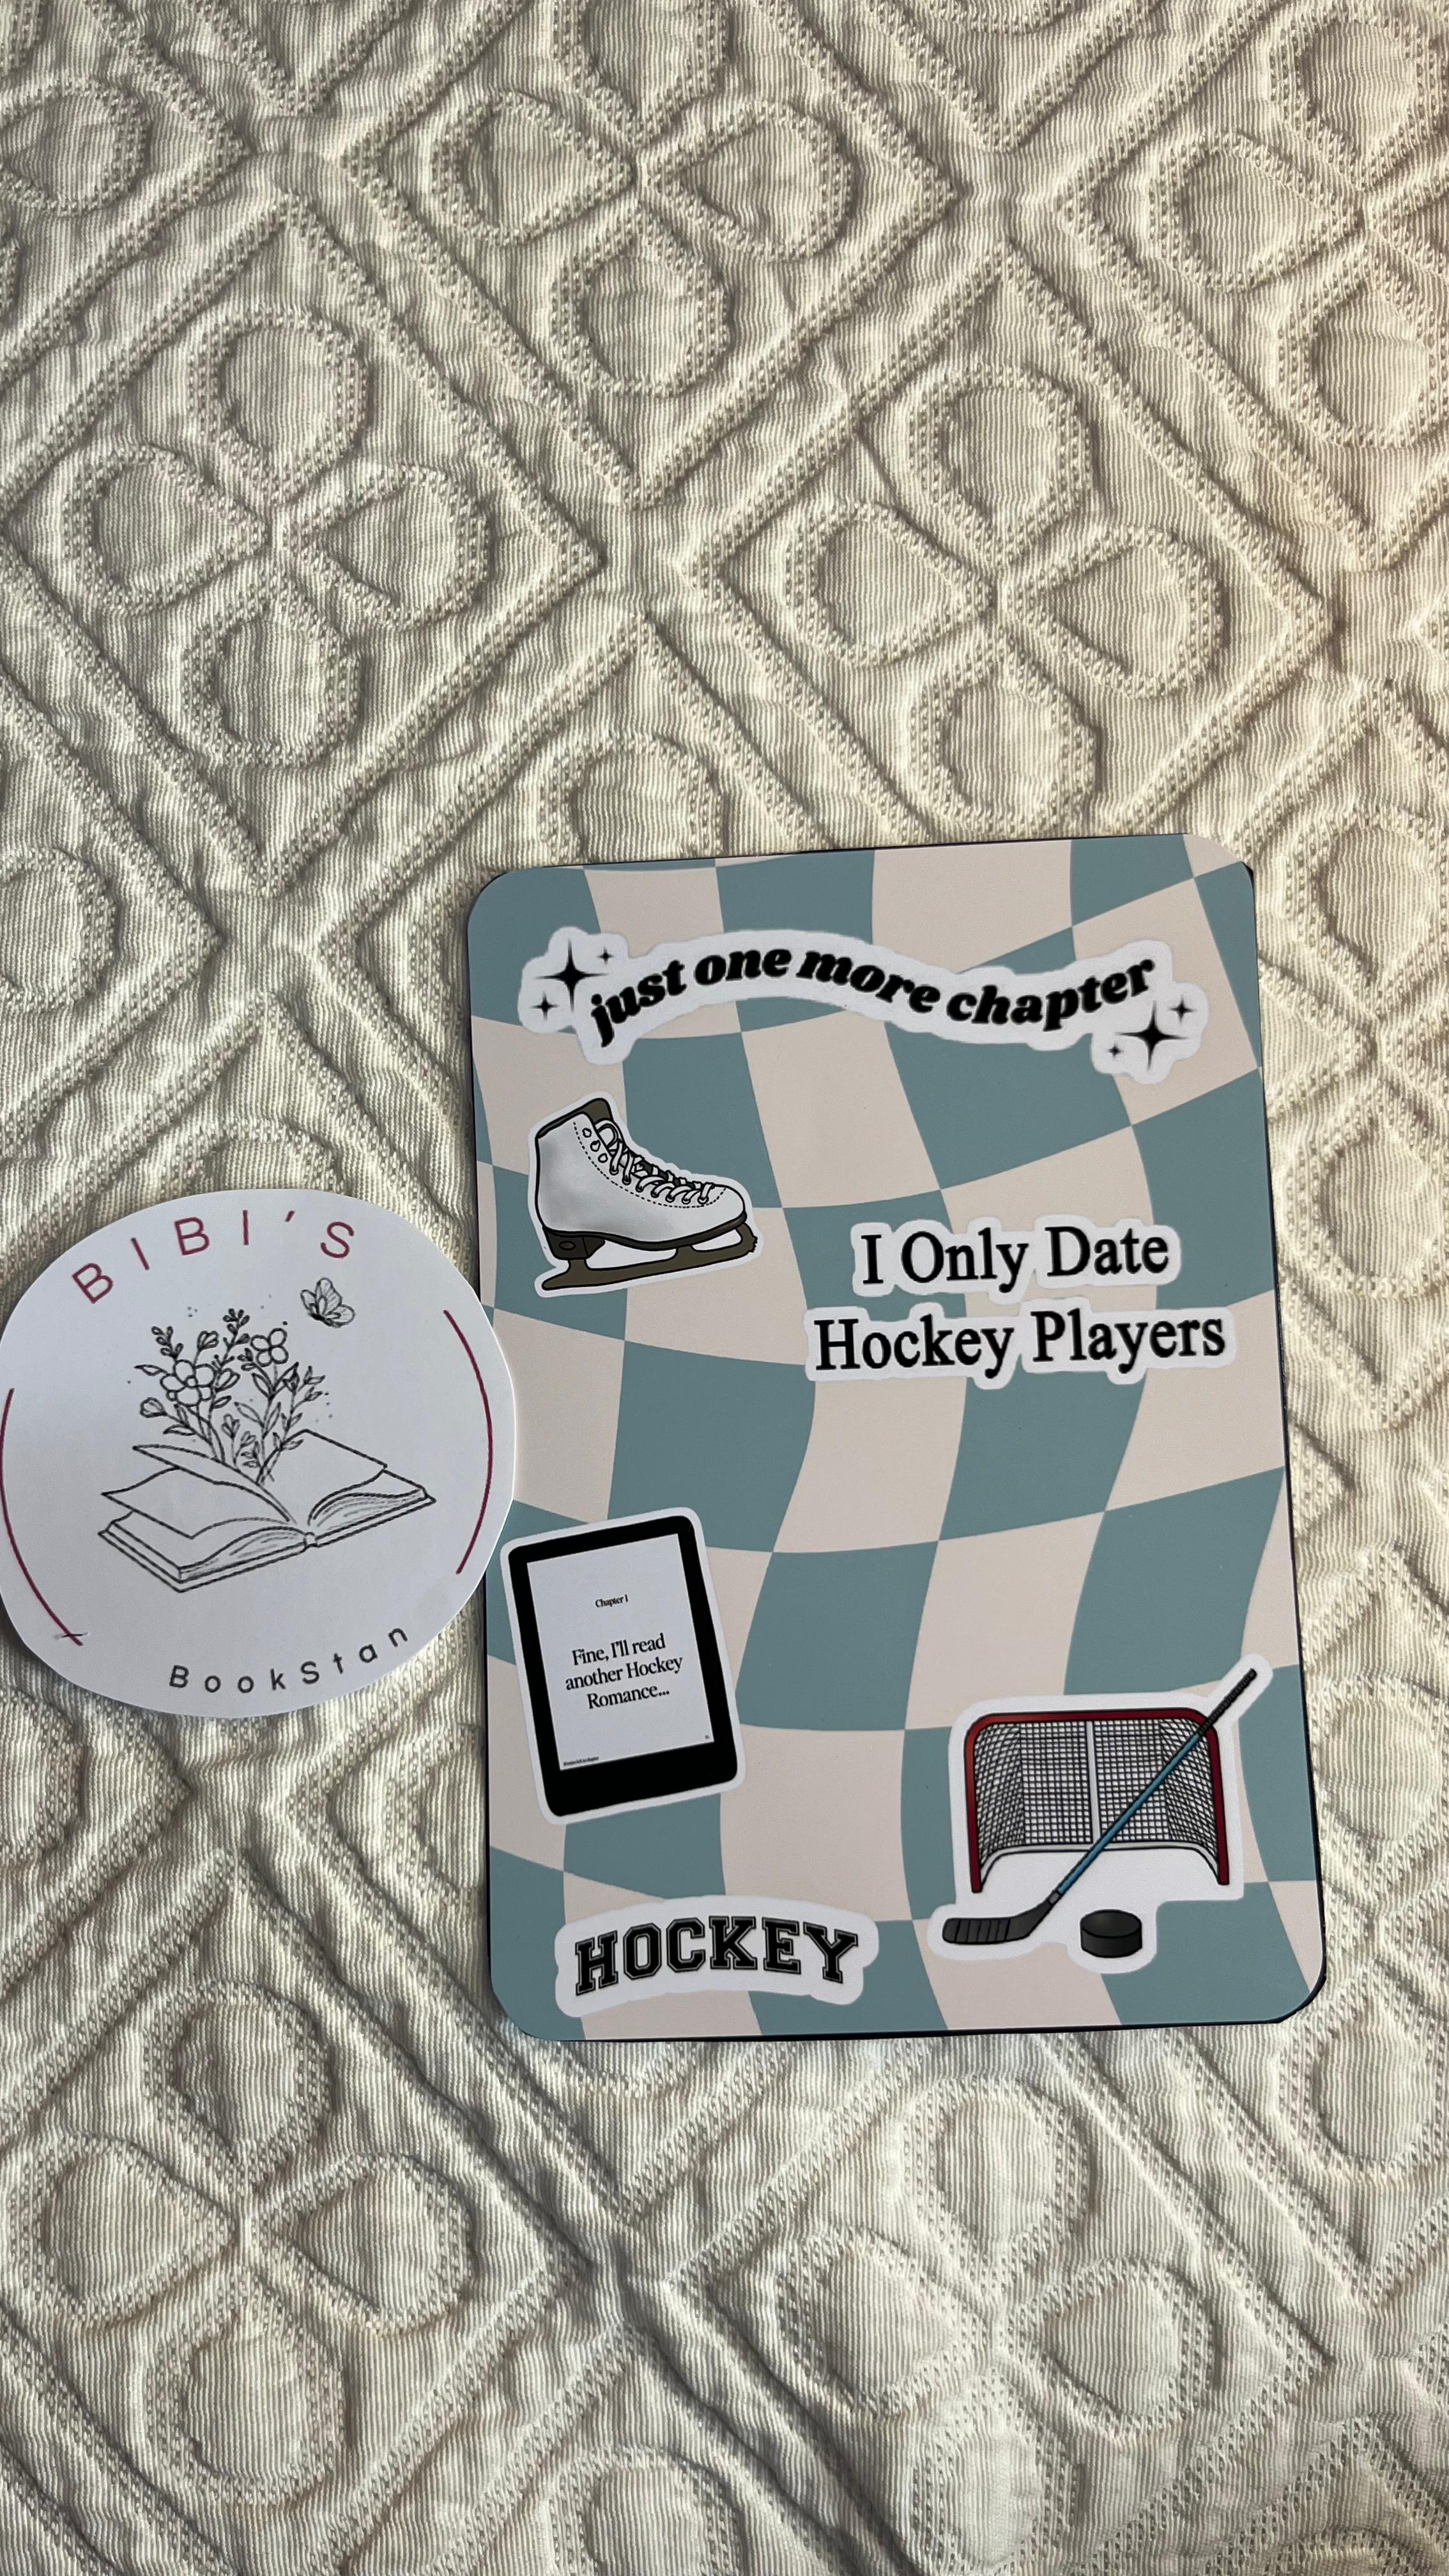 just one more chapter
I Only Date
Hockey Players
BIBI'S
BookStan
Chapter 1
Fine, I'll read
another Hockey
Romance...
HOCKEY